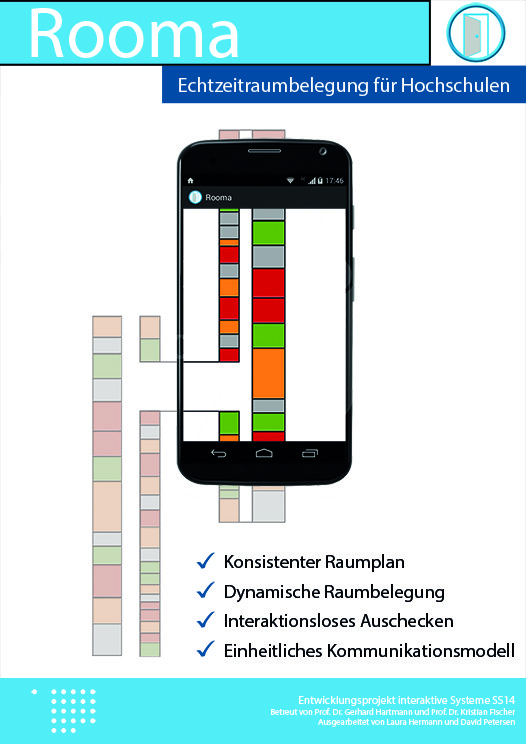 Rooma
Echtzeitraumbelegung für Hochschulen
17:46
Rooma
Konsistenter Raumplan
Dynamische Raumbelegung
Interaktionsloses Auschecken
Einheitliches Kommunikationsmodell
Entwicklungsprojekt interaktive Systeme SS14
Betreut von Prof. Dr. Gerhard Hartmann und Prof. Dr. Kristian Fischer
Ausgearbeitet von Laura Hermann und David Petersen